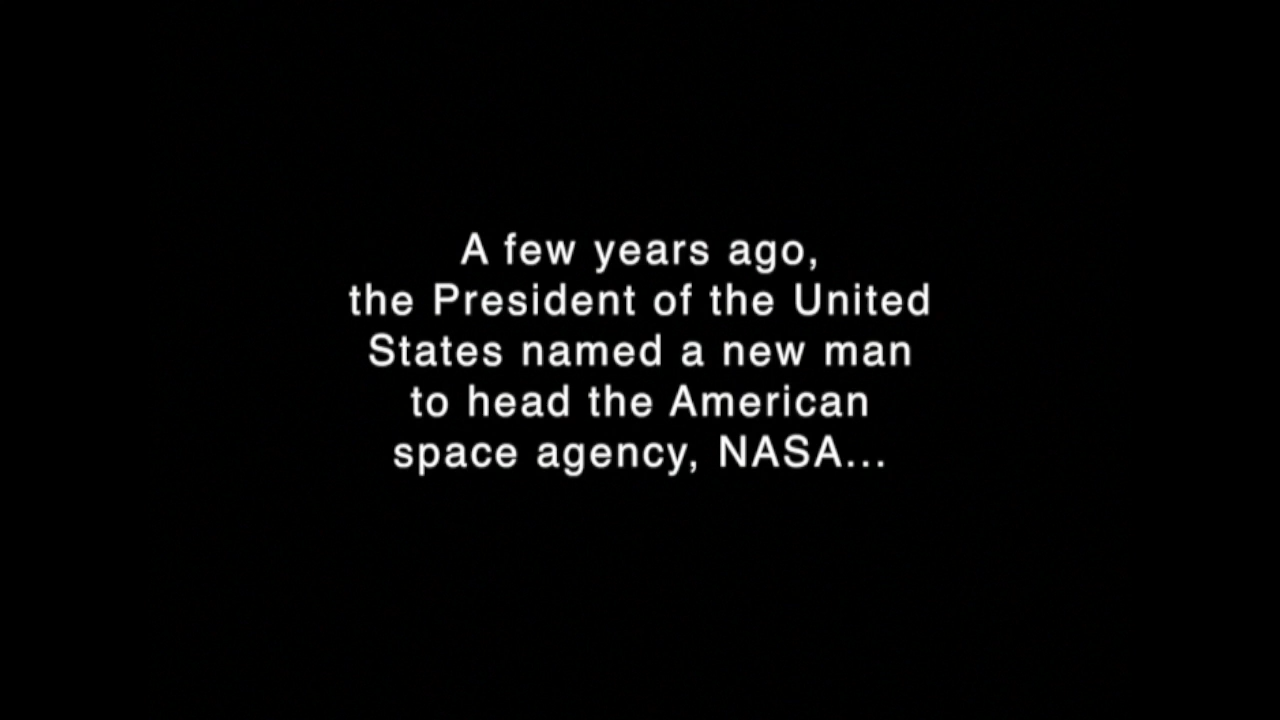 A few years ago,
the President of the United
States named a new man
to head the American
space agency, NASA...